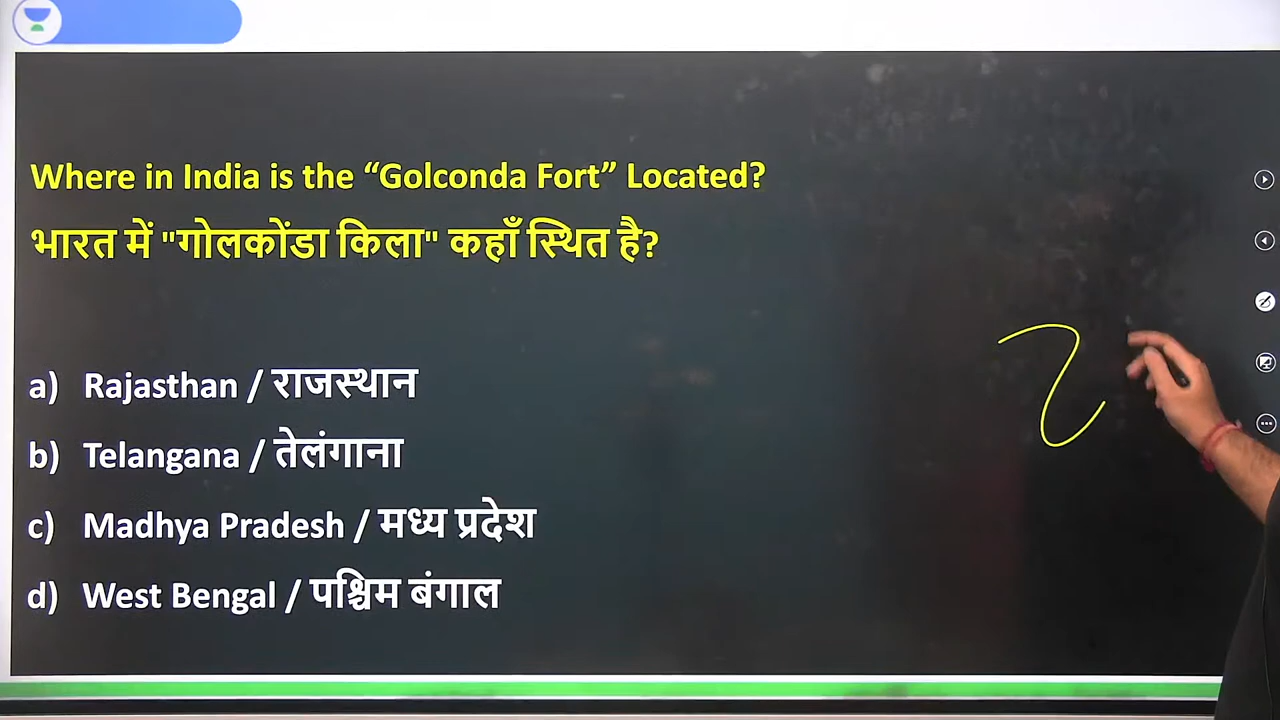 Where in India is the “Golconda Fort” Located?
भारत में "गोलकोंडा किला" कहाँ स्थित है?
a) Rajasthan / राजस्थान
b) Telangana / तेलंगाना
c) Madhya Pradesh / मध्य प्रदेश
d) West Bengal / पश्चिम बंगाल
2